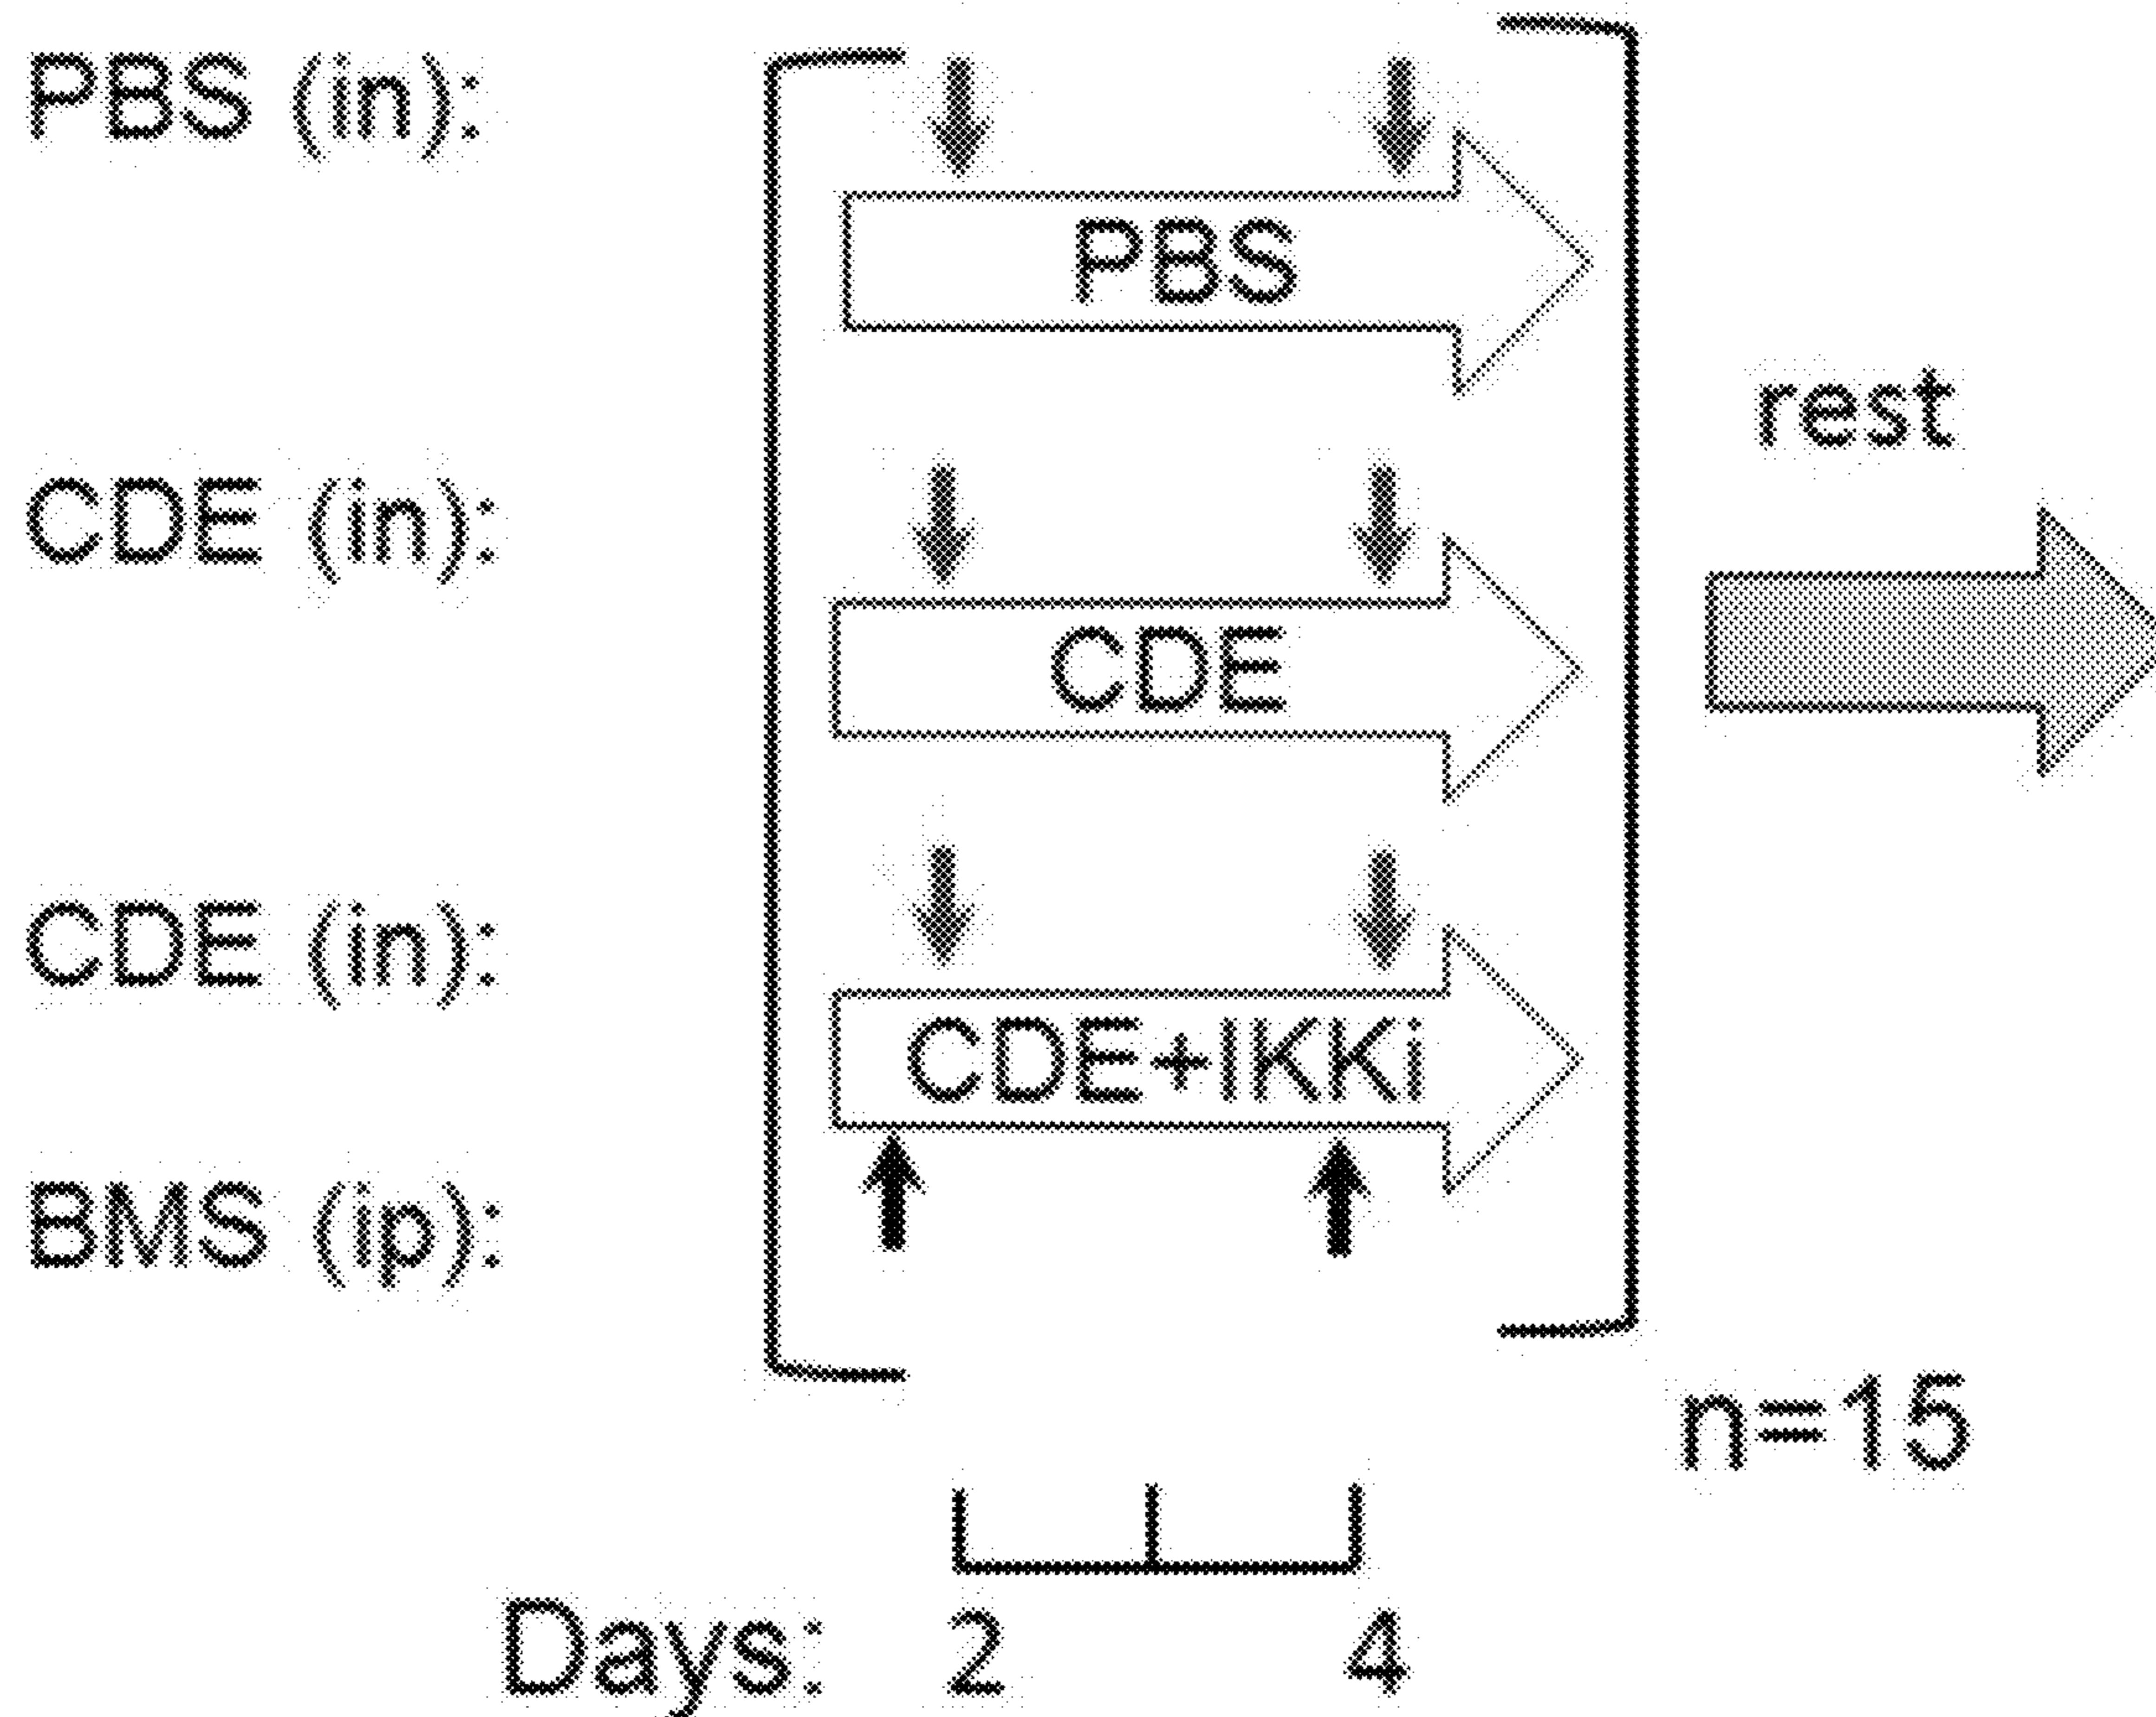 PBS (in):
PBS
rest
CDE (in):
CDE
CDE (in):
CDE+IKKi
BMS (ip):
n=15
Days: 2 4